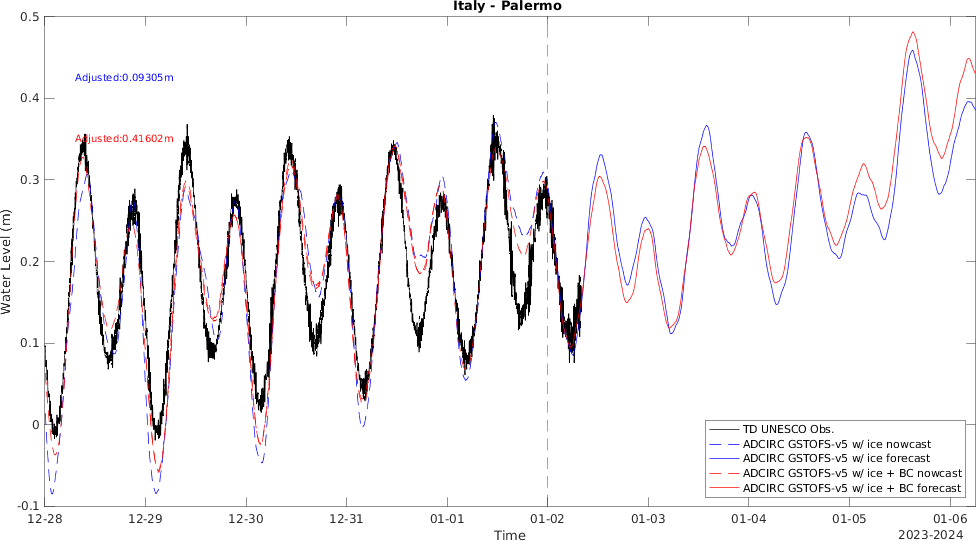 Italy - Palermo
0.5
Adjusted:0.09305m
0.4
Adjusted:0.41602m
0.3
0.2
0.1
0
-0.1
Water Level (m)
TD UNESCO Obs.
ADCIRC GSTOFS-v5 w/ ice nowcast
ADCIRC GSTOFS-v5 w/ ice forecast
ADCIRC GSTOFS-v5 w/ ice + BC nowcast
ADCIRC GSTOFS-v5 w/ ice + BC forecast
12-28 12-29 12-30 12-31 01-01 01-02 01-03 01-04 01-05 01-06
Time
2023-2024